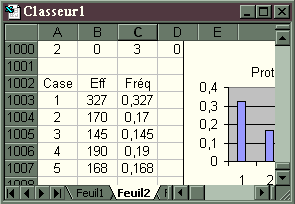 Classeur1
A B C D E
1000 2 0 3 0
1001
1002 Case Eff Fréq Prot
1003 1 327 0,327 0,4
1004 2 170 0,17 0,3
1005 3 145 0,145 0,2
1006 4 190 0,19 0,1
1007 5 168 0,168 0
1 2
Feuil1 Feuil2